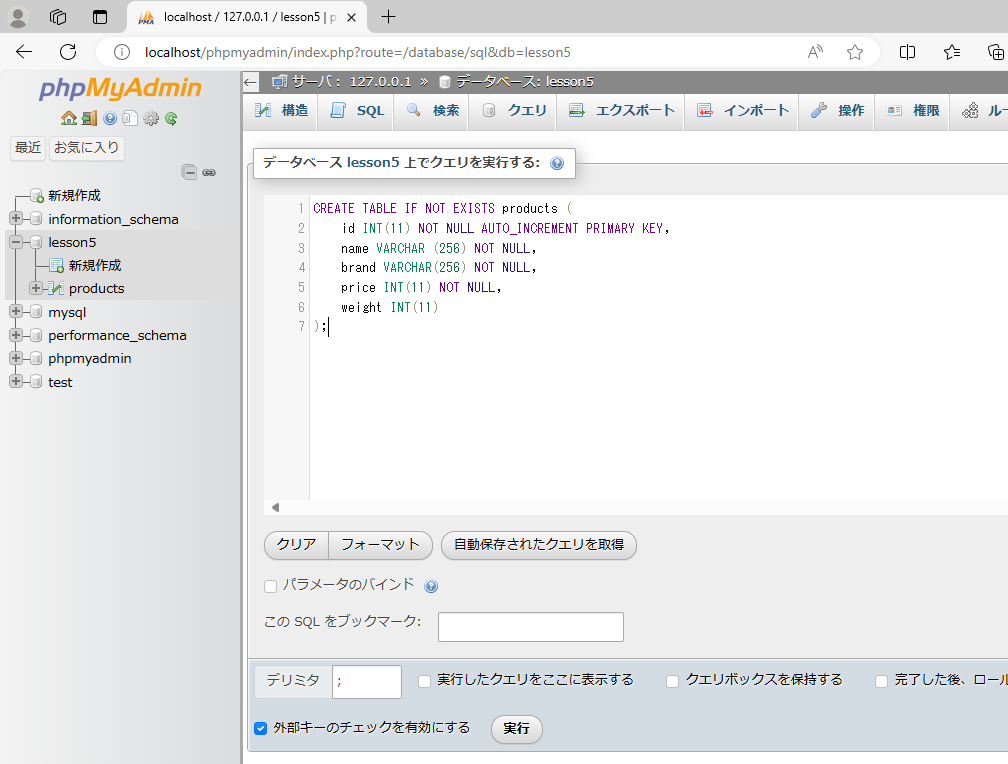 localhost / 127.0.0.1 / lesson5 | p
localhost/phpmyadmin/index.php?route=/database/sql&db=lesson5
phpMyAdmin
最近 お気に入り
新規作成
information_schema
lesson5
新規作成
products
mysql
performance_schema
phpmyadmin
test
サーバ: 127.0.0.1 » データベース: lesson5
構造 SQL 検索 クエリ エクスポート インポート 操作 権限 ルー
データベース lesson5 上でクエリを実行する:
1 CREATE TABLE IF NOT EXISTS products (
2 id INT(11) NOT NULL AUTO_INCREMENT PRIMARY KEY,
3 name VARCHAR (256) NOT NULL,
4 brand VARCHAR(256) NOT NULL,
5 price INT(11) NOT NULL,
6 weight INT(11)
7 );
クリア フォーマット 自動保存されたクエリを取得
パラメータのバインド
この SQL をブックマーク:
デリミタ ; 実行したクエリをここに表示する クエリボックスを保持する 完了した後、ロール
外部キーのチェックを有効にする 実行